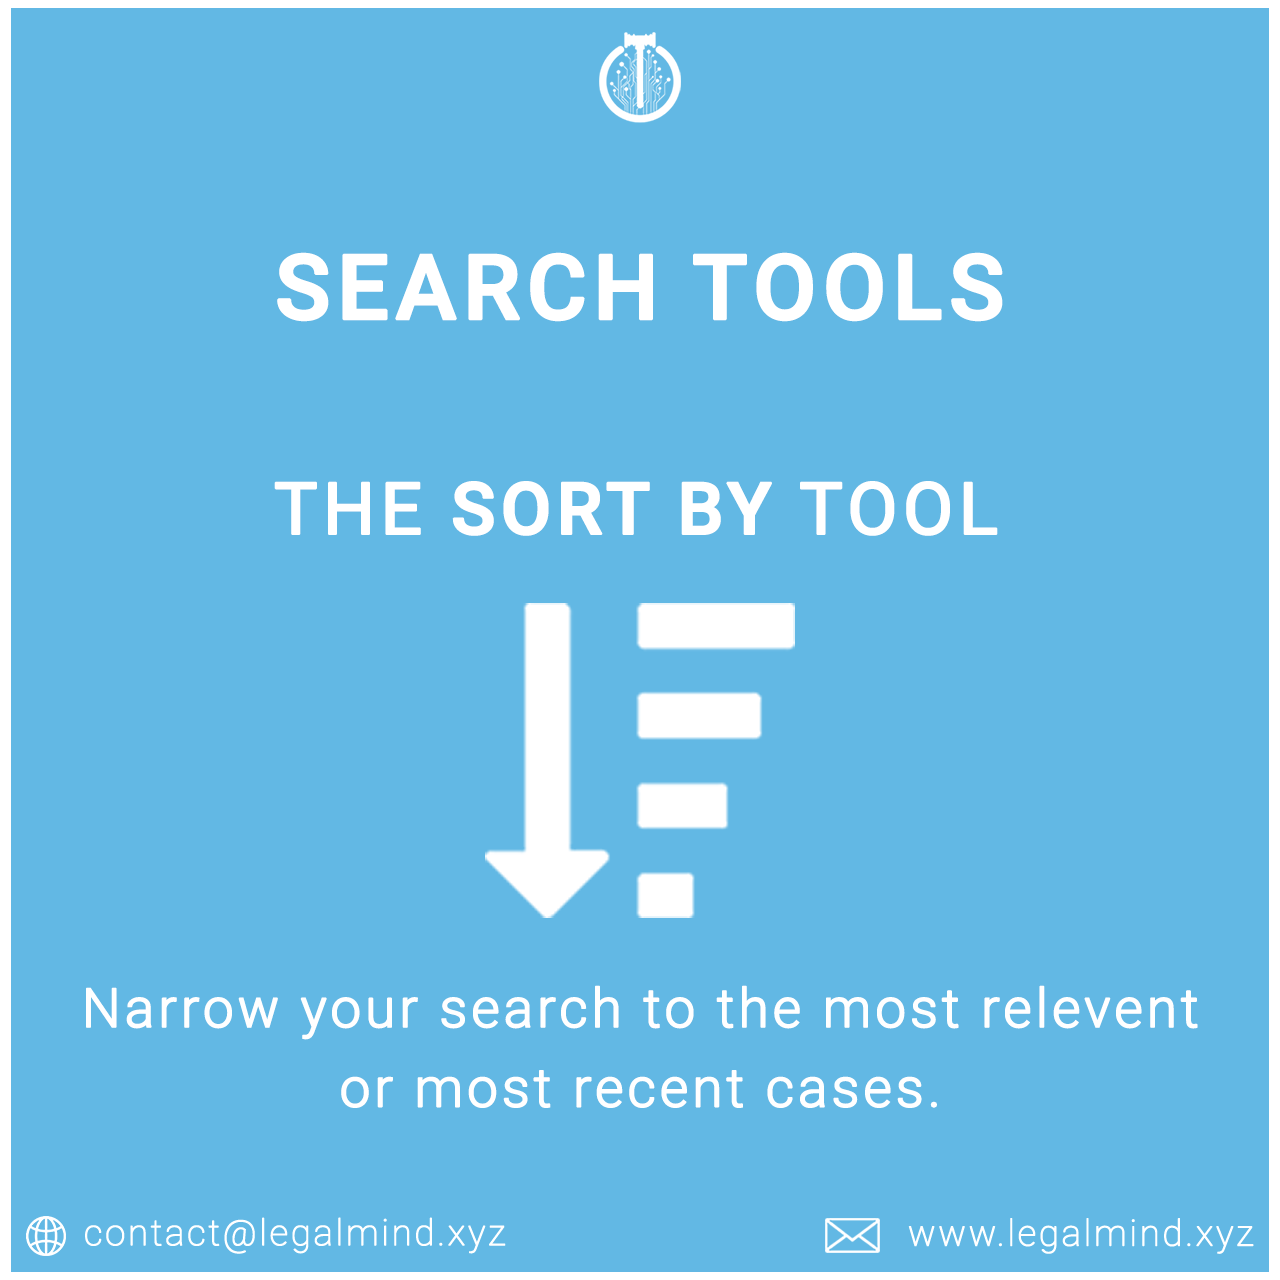 SEARCH TOOLS
THE SORT BY TOOL
Narrow your search to the most relevent
or most recent cases.
contact@legalmind.xyz
www.legalmind.xyz